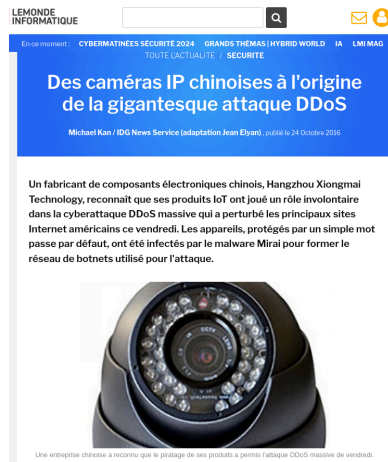 LEMONDE
INFORMATIQUE
En ce moment : CYBERMATINÉES SÉCURITÉ 2024 GRANDS THÈMAS | HYBRID WORLD IA LMI MAG
TOUTE L'ACTUALITÉ / SECURITE
Des caméras IP chinoises à l'origine
de la gigantesque attaque DDoS
Michael Kan / IDG News Service (adaptation Jean Elyan) , publié le 24 Octobre 2016
Un fabricant de composants électroniques chinois, Hangzhou Xiongmai
Technology, reconnaît que ses produits IoT ont joué un rôle involontaire
dans la cyberattaque DDoS massive qui a perturbé les principaux sites
Internet américains ce vendredi. Les appareils, protégés par un simple mot
passe par défaut, ont été infectés par le malware Mirai pour former le
réseau de botnets utilisé pour l'attaque.
CCTV
Une entreprise chinoise a reconnu que le piratage de ses produits a permis l'attaque DDoS massive de vendredi.